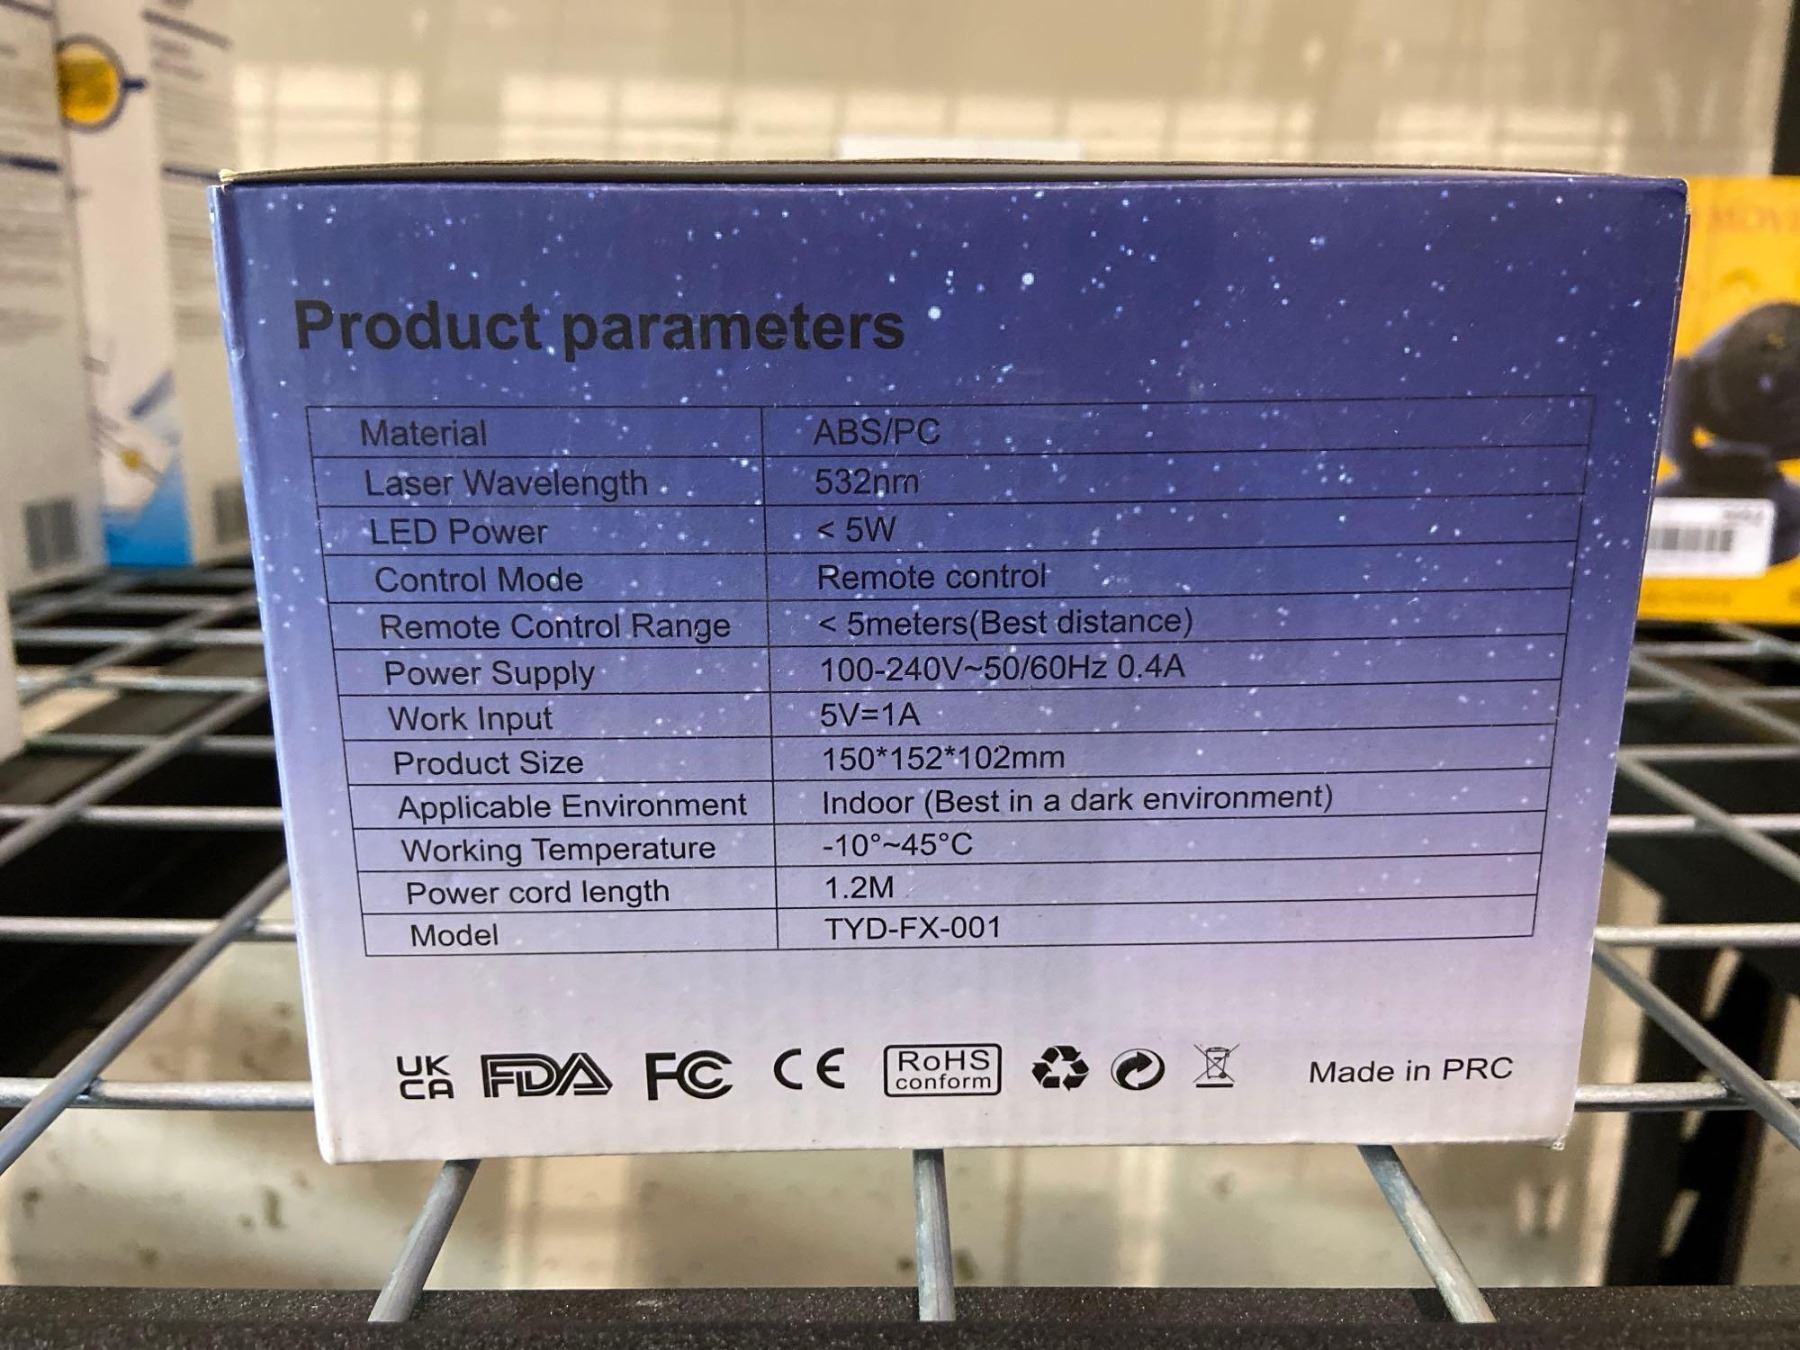 Product parameters
Material ABS/PC
Laser Wavelength 532nm
LED Power < 5W
Control Mode Remote control
Remote Control Range < 5meters(Best distance)
Power Supply 100-240V~50/60Hz 0.4A
Work Input 5V=1A
Product Size 150*152*102mm
Applicable Environment Indoor (Best in a dark environment)
Working Temperature -10°~45°C
Power cord length 1.2M
Model TYD-FX-001
UK CA FDA FC CE RoHS conform Made in PRC